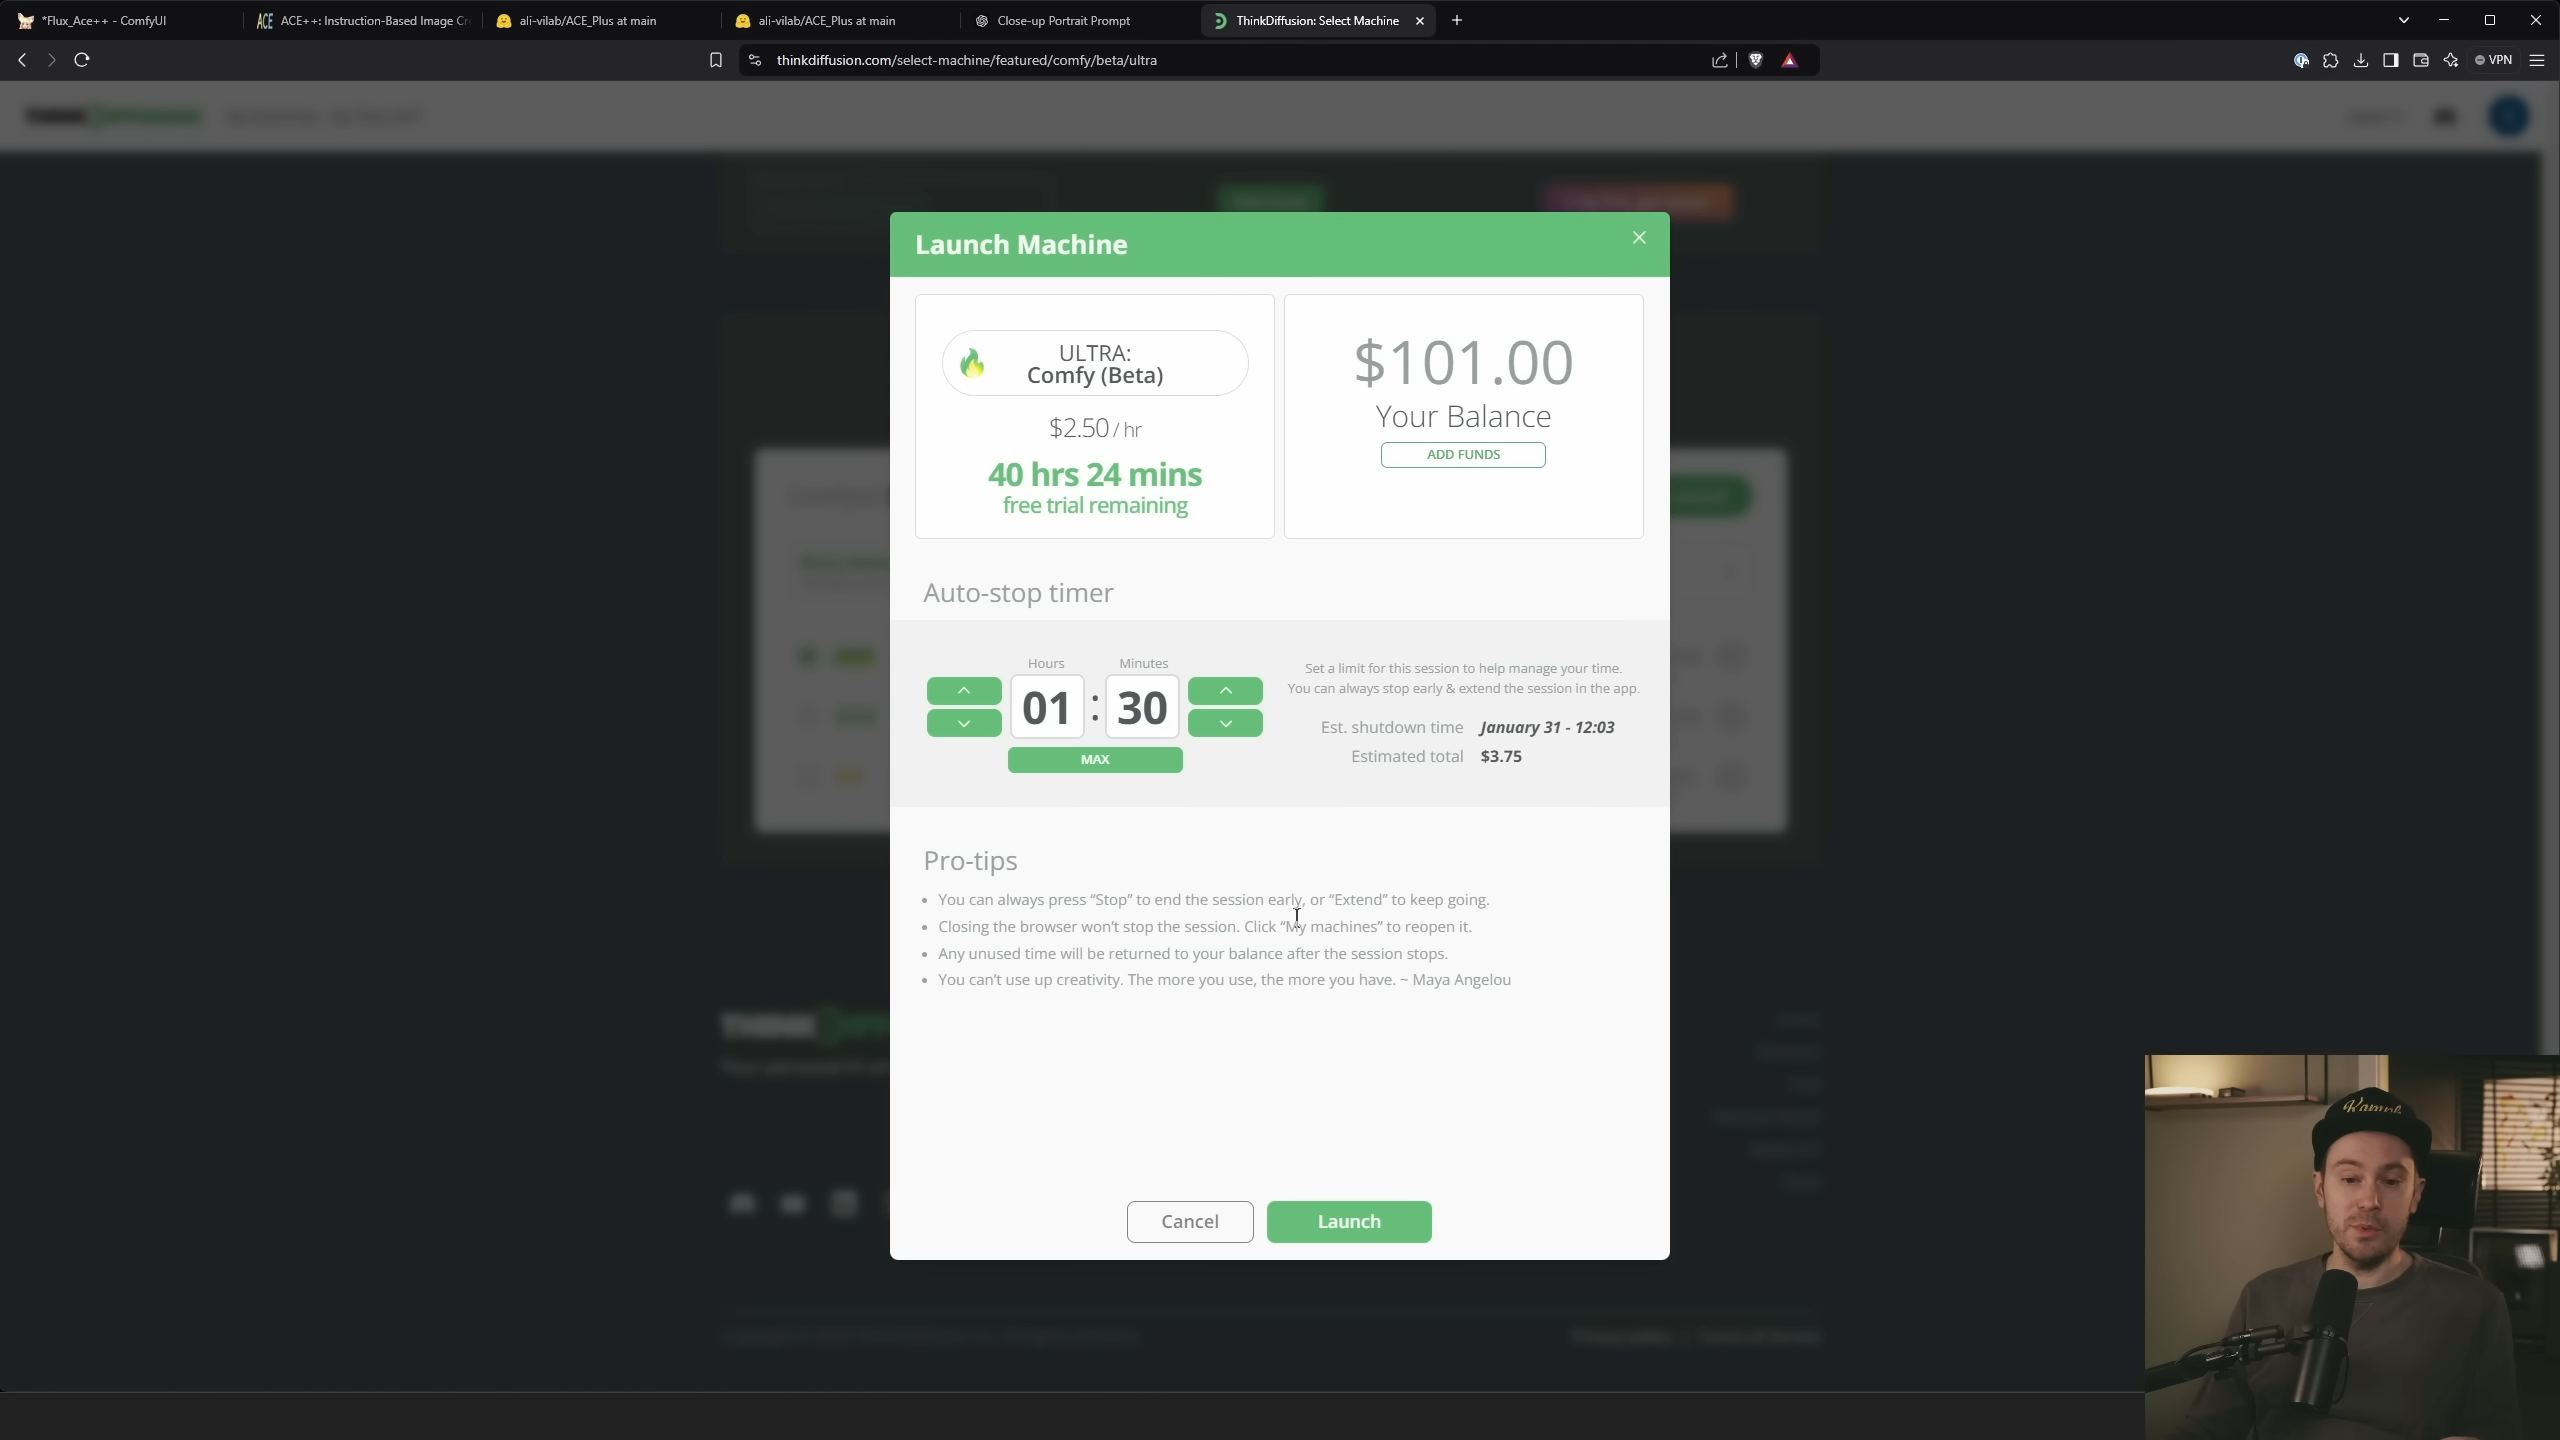 *Flux_Ace++ - ComfyUI
ACE++: Instruction-Based Image Cr
ali-vilab/ACE_Plus at main
ali-vilab/ACE_Plus at main
Close-up Portrait Prompt
ThinkDiffusion: Select Machine
thinkdiffusion.com/select-machine/featured/comfy/beta/ultra
VPN
Launch Machine
ULTRA:
Comfy (Beta)
$2.50 / hr
40 hrs 24 mins
free trial remaining
$101.00
Your Balance
ADD FUNDS
Auto-stop timer
Hours
Minutes
01 : 30
MAX
Set a limit for this session to help manage your time.
You can always stop early & extend the session in the app.
Est. shutdown time January 31 - 12:03
Estimated total $3.75
Pro-tips
• You can always press “Stop” to end the session early, or “Extend” to keep going.
• Closing the browser won’t stop the session. Click “My machines” to reopen it.
• Any unused time will be returned to your balance after the session stops.
• You can’t use up creativity. The more you use, the more you have. ~ Maya Angelou
Cancel
Launch